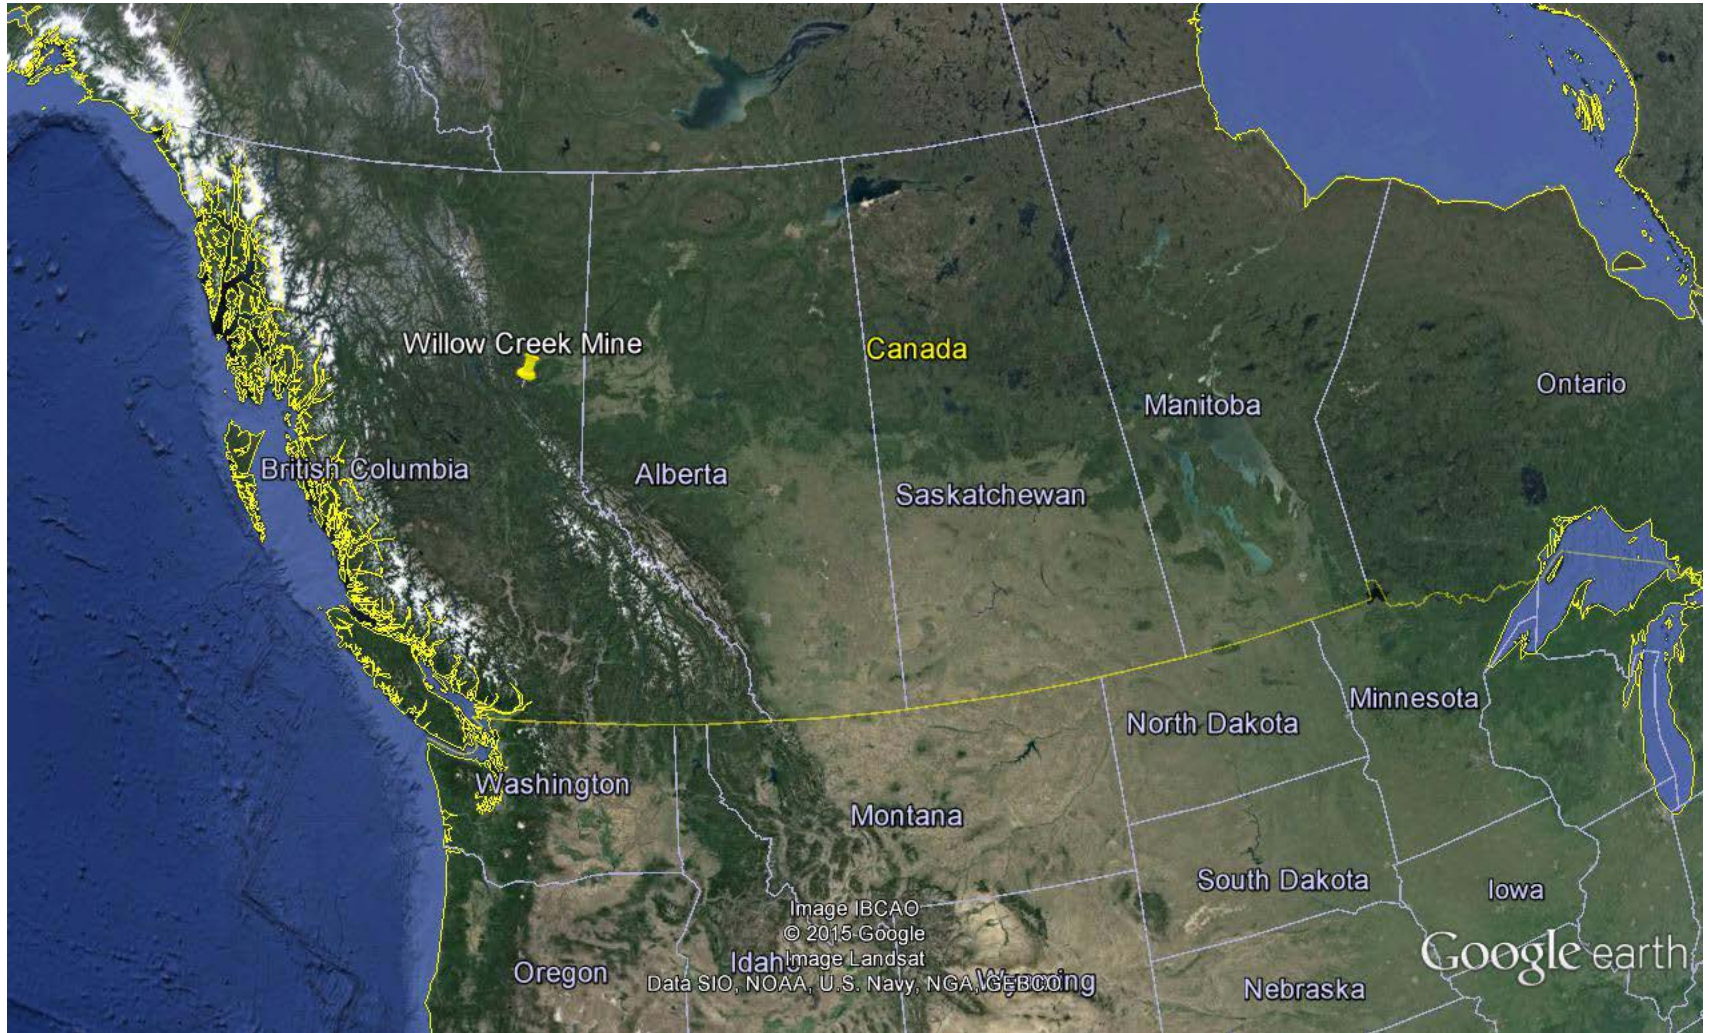 Willow Creek Mine
Canada
Ontario
Manitoba
British Columbia
Alberta
Saskatchewan
Minnesota
North Dakota
Washington
Montana
South Dakota
Iowa
Image IBCAO
© 2015 Google
Image Landsat
Data SIO, NOAA, U.S. Navy, NGA, GEBCO
Idaho
Wyoming
Oregon
Nebraska
Google earth